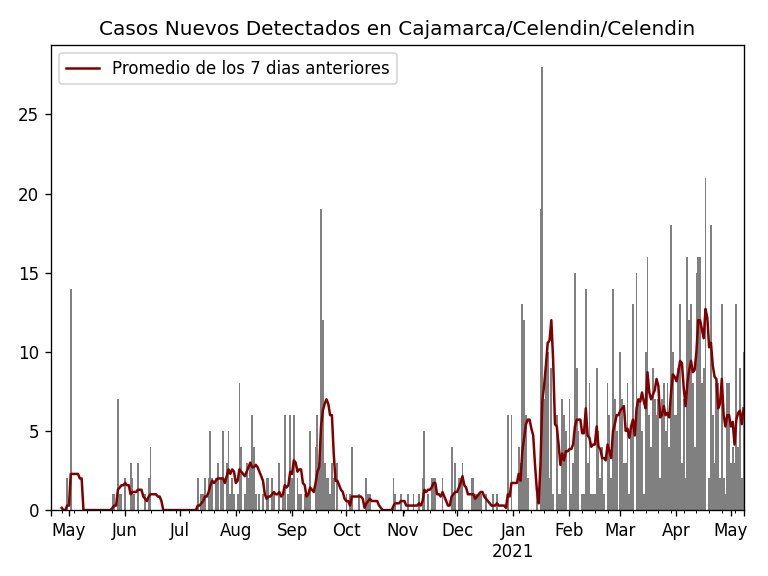 Casos Nuevos Detectados en Cajamarca/Celendin/Celendin
Promedio de los 7 dias anteriores
25
20
15
10
5
0
May Jun Jul Aug Sep Oct Nov Dec Jan Feb Mar Apr May
2021